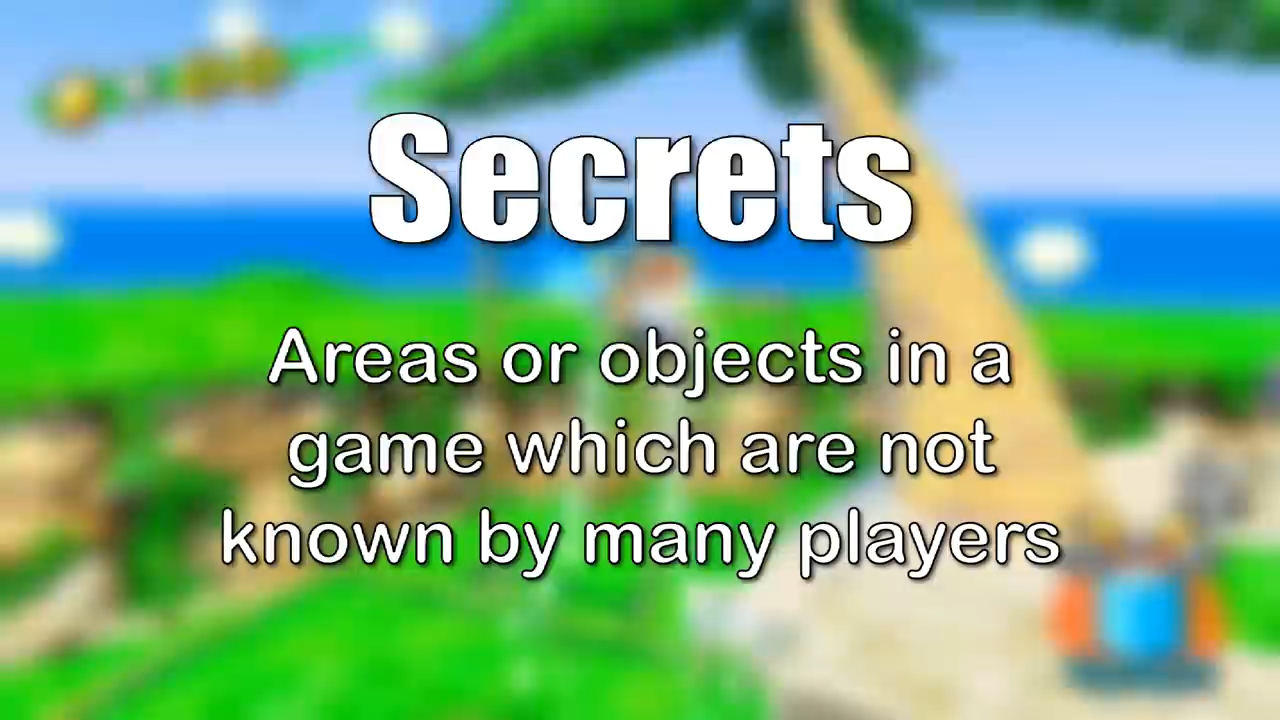 Secrets
Areas or objects in a
game which are not
known by many players